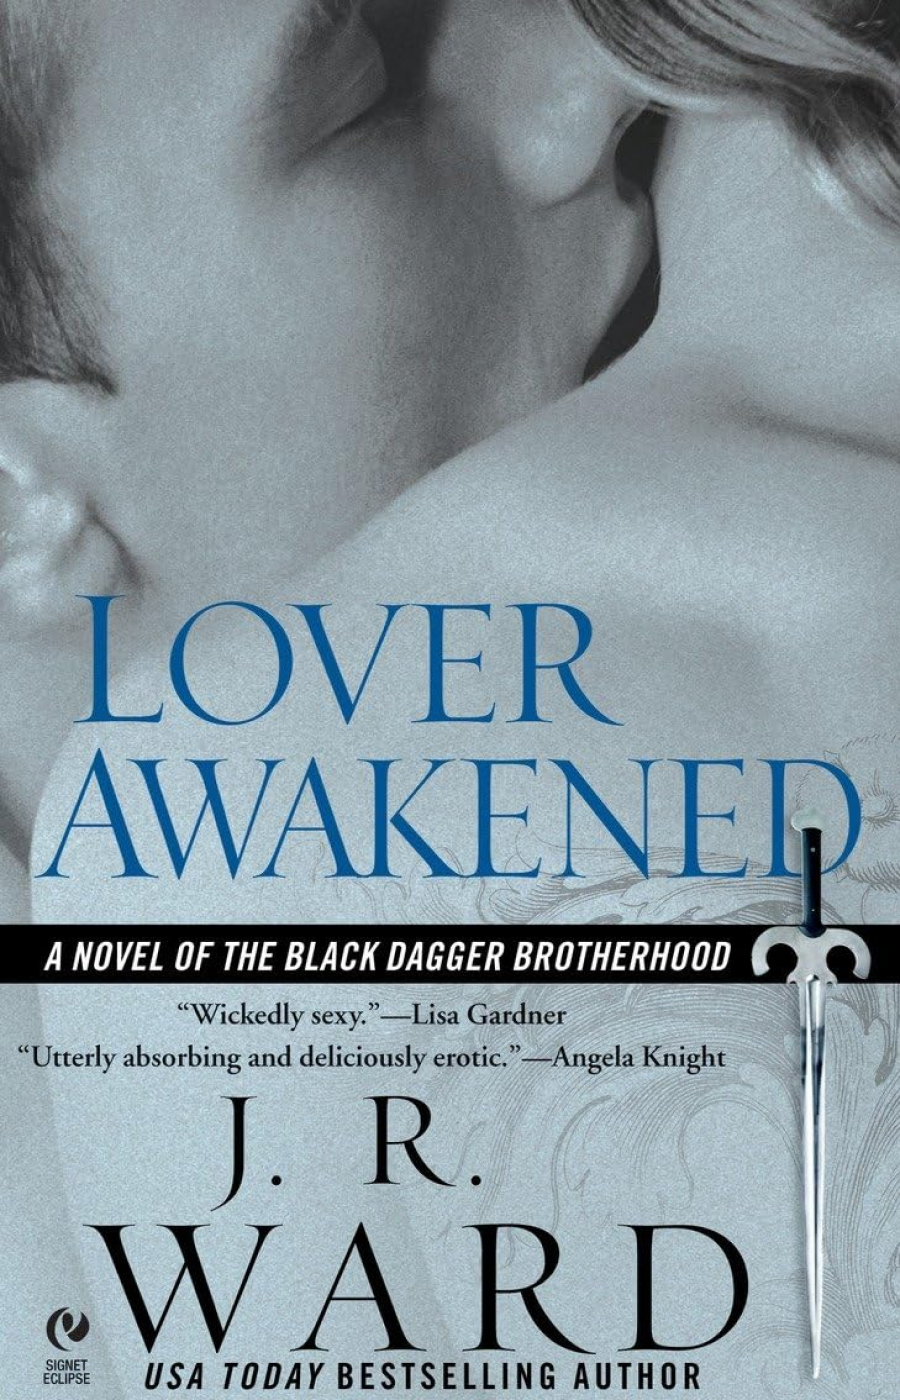 LOVER
AWAKENED
A NOVEL OF THE BLACK DAGGER BROTHERHOOD
“Wickedly sexy.”—Lisa Gardner
“Utterly absorbing and deliciously erotic.”—Angela Knight
J. R.
WARD
SIGNET
ECLIPSE
USA TODAY BESTSELLING AUTHOR